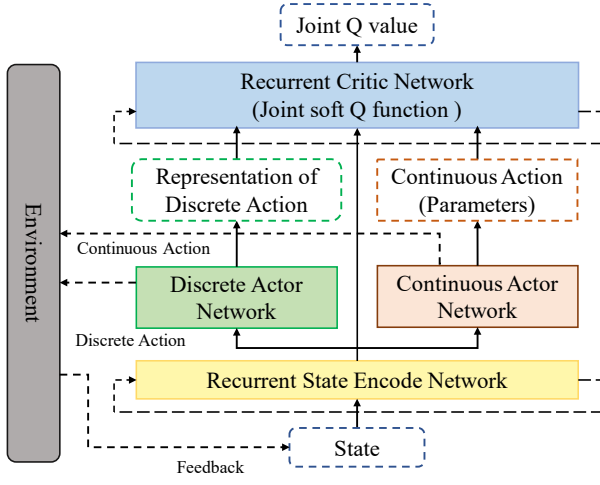 Joint Q value
Recurrent Critic Network
(Joint soft Q function )
Representation of
Discrete Action
Continuous Action
(Parameters)
Environment
Continuous Action
Discrete Actor
Network
Continuous Actor
Network
Discrete Action
Recurrent State Encode Network
State
Feedback